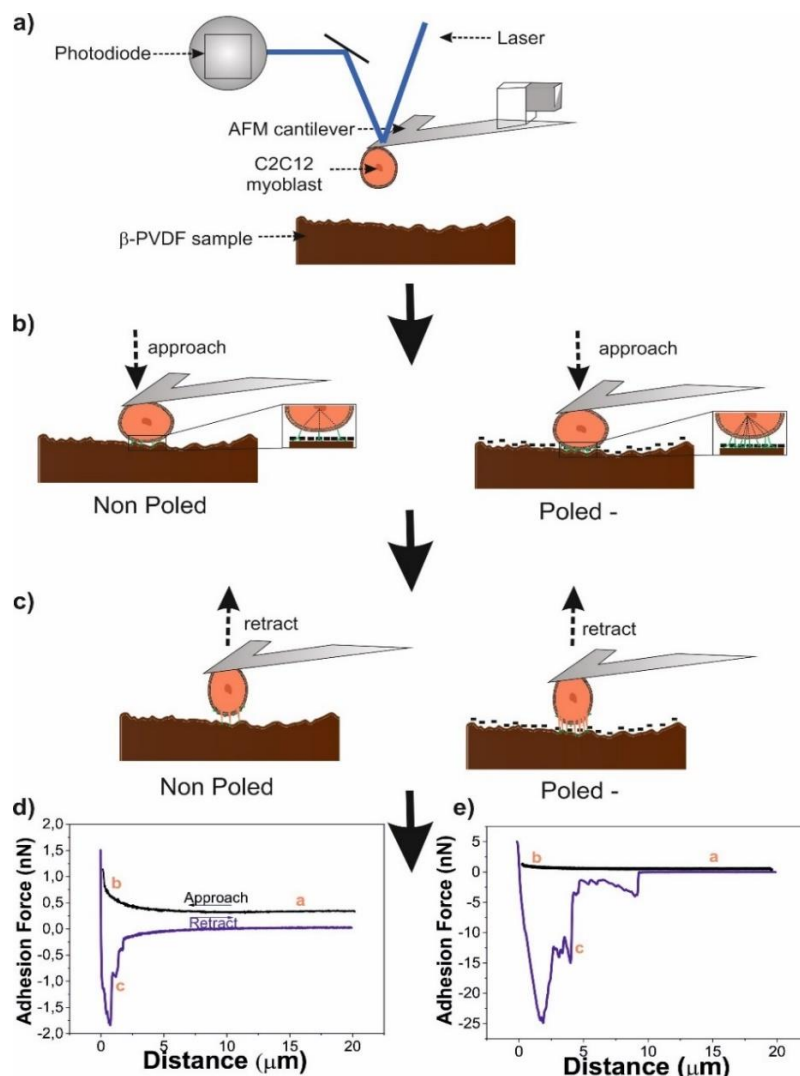 a)
Photodiode
Laser
AFM cantilever
C2C12
myoblast
β-PVDF sample
b)
approach
approach
Non Poled
Poled -
c)
retract
retract
Non Poled
Poled -
d)
e)
2,0
1,5
1,0
0,5
0,0
-0,5
-1,0
-1,5
-2,0
Adhesion Force (nN)
b
a
Approach
Retract
c
0
5
10
15
20
Distance (μm)
5
0
-5
-10
-15
-20
-25
Adhesion Force (nN)
b
a
c
0
5
10
15
20
Distance (μm)